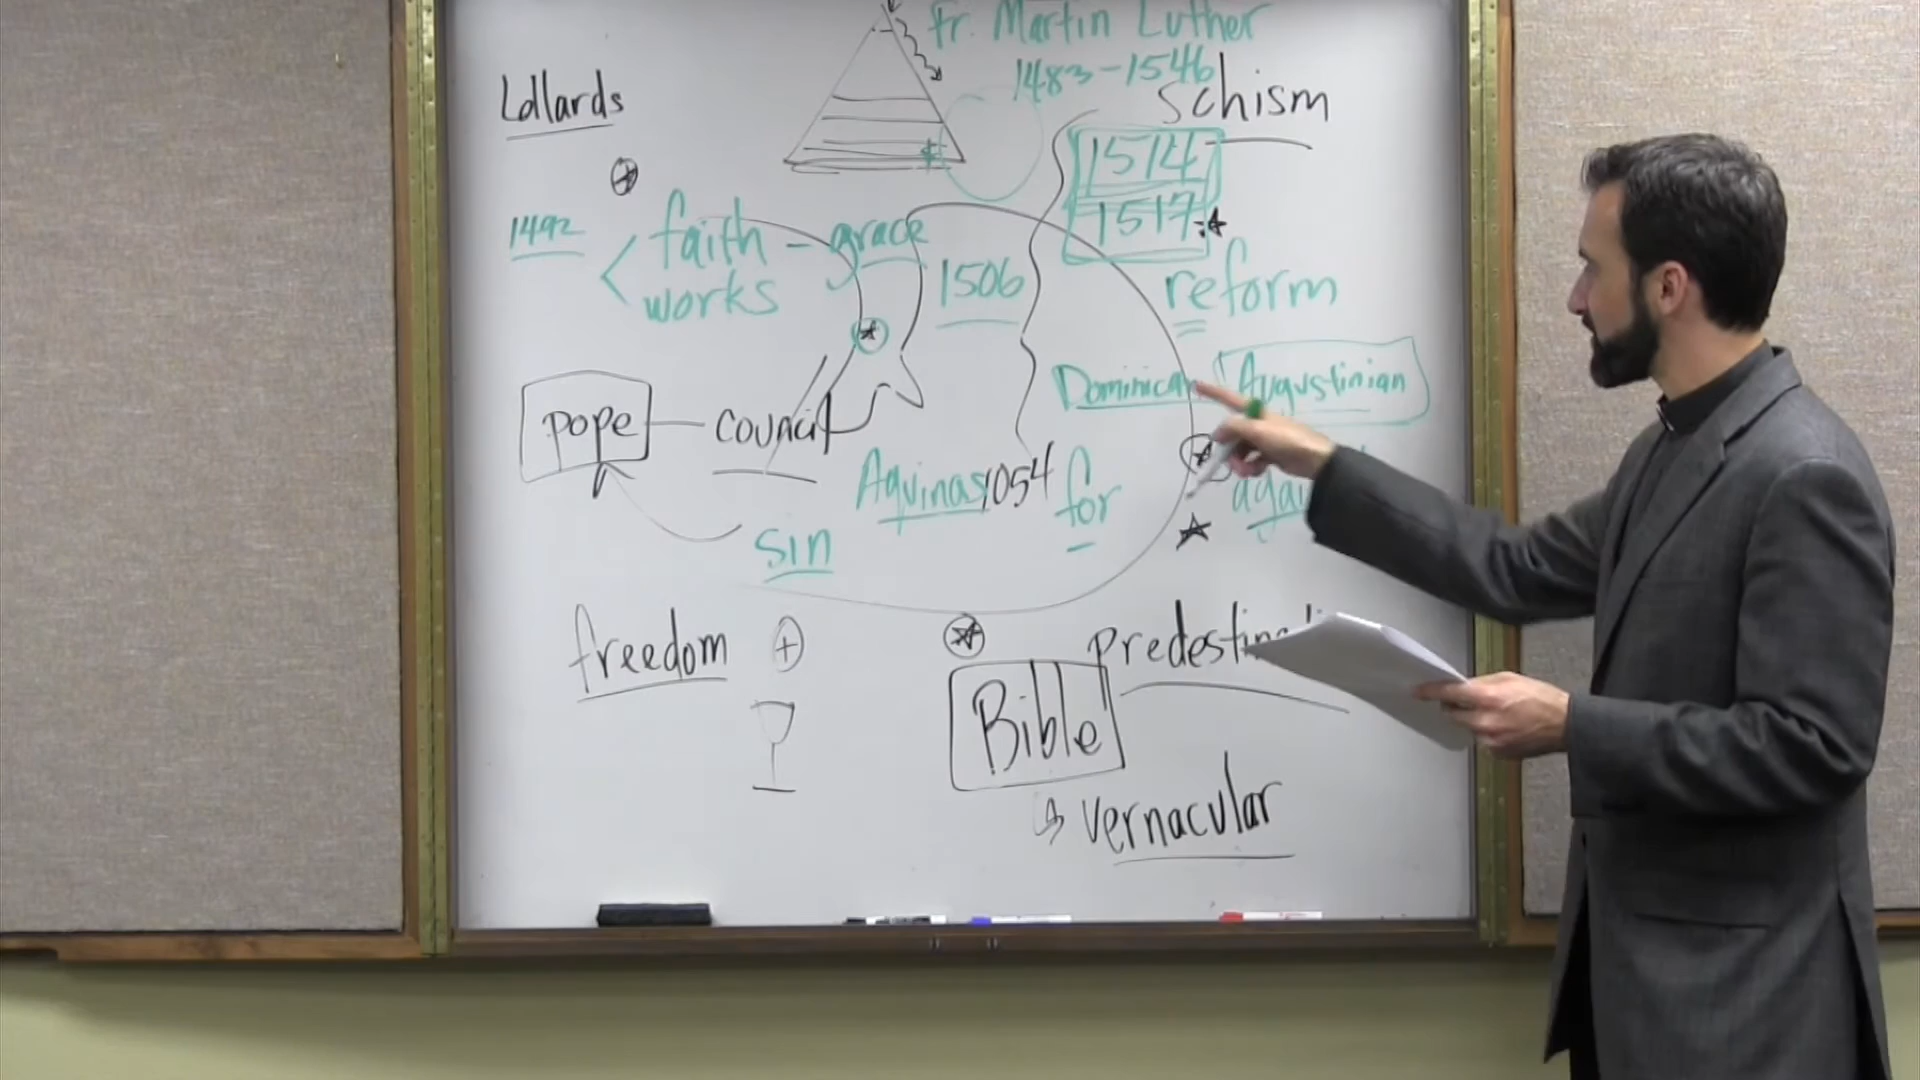 Fr. Martin Luther
1483-1546
Lollards
schism
1514
1517
1492
faith - grace
works
1506
reform
Dominican
Augustinian
pope
council
Aquinas
1054
for
sin
freedom
Bible
vernacular